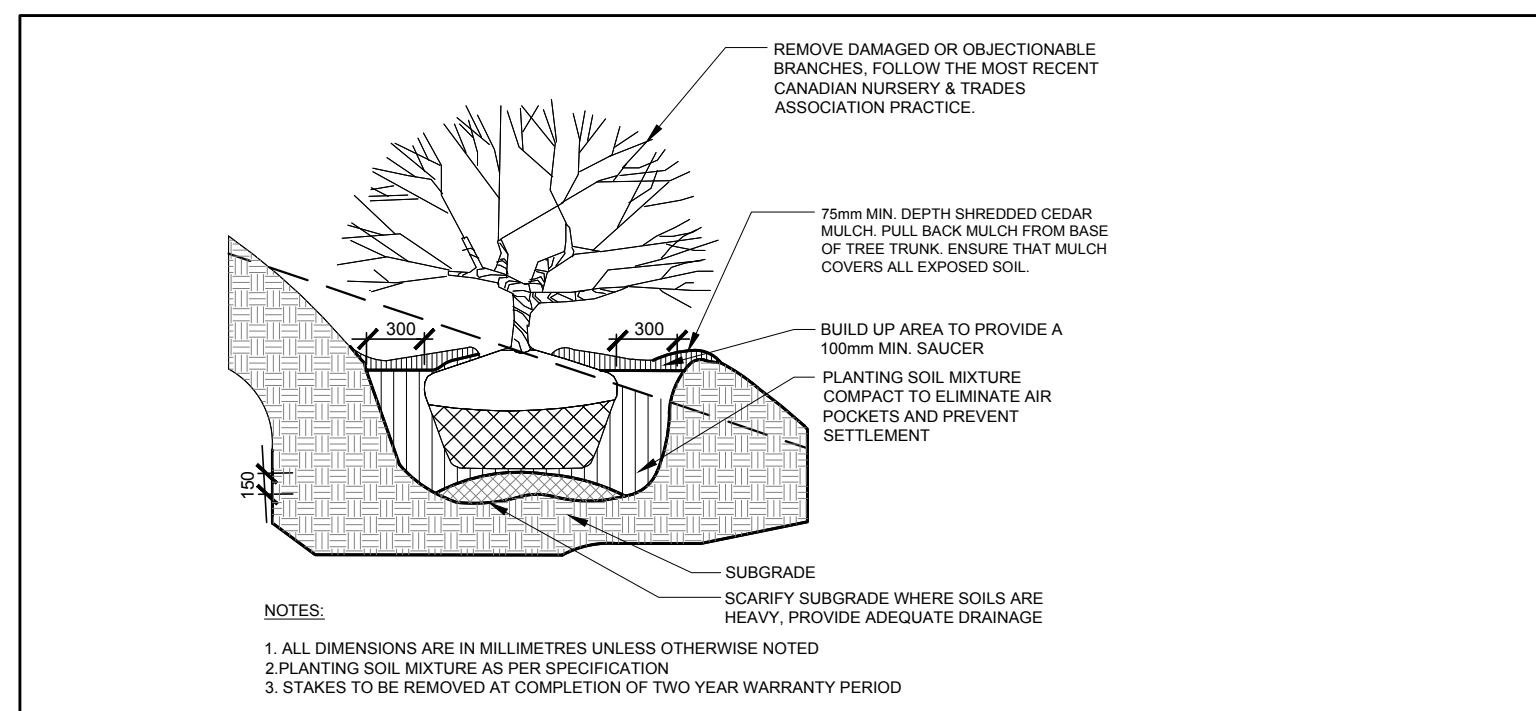 REMOVE DAMAGED OR OBJECTIONABLE
BRANCHES, FOLLOW THE MOST RECENT
CANADIAN NURSERY & TRADES
ASSOCIATION PRACTICE.
75mm MIN. DEPTH SHREDDED CEDAR
MULCH. PULL BACK MULCH FROM BASE
OF TREE TRUNK. ENSURE THAT MULCH
COVERS ALL EXPOSED SOIL.
300
300
BUILD UP AREA TO PROVIDE A
100mm MIN. SAUCER
PLANTING SOIL MIXTURE
COMPACT TO ELIMINATE AIR
POCKETS AND PREVENT
SETTLEMENT
150
SUBGRADE
SCARIFY SUBGRADE WHERE SOILS ARE
HEAVY, PROVIDE ADEQUATE DRAINAGE
NOTES:
1. ALL DIMENSIONS ARE IN MILLIMETRES UNLESS OTHERWISE NOTED
2.PLANTING SOIL MIXTURE AS PER SPECIFICATION
3. STAKES TO BE REMOVED AT COMPLETION OF TWO YEAR WARRANTY PERIOD